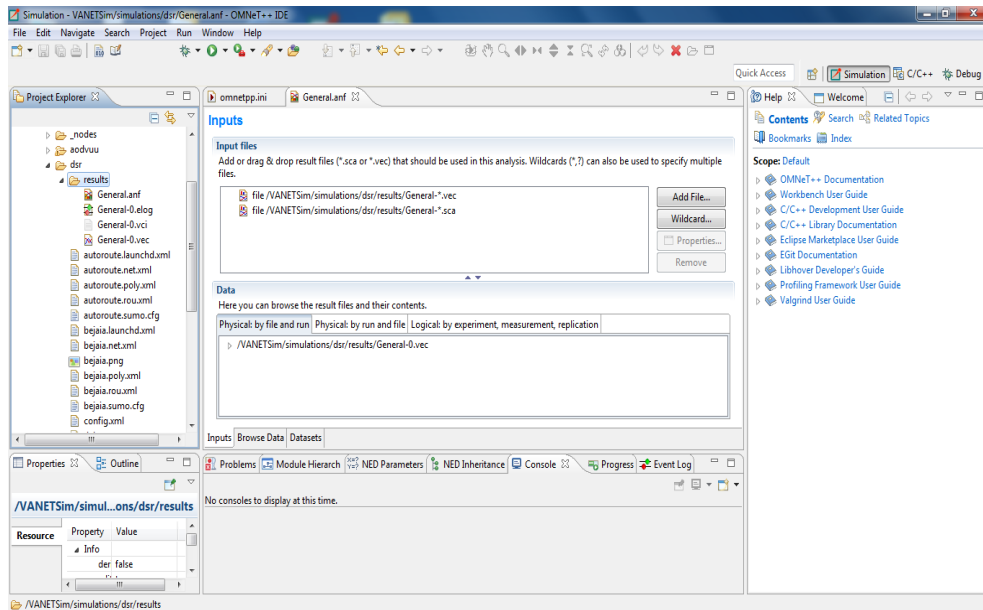 Simulation - VANETSim/simulations/dsr/General.anf - OMNeT++ IDE
File Edit Navigate Search Project Run Window Help
Quick Access
Simulation
C/C++
Debug
Project Explorer
_nodes
aodvuu
dsr
results
General.anf
General-0.elog
General-0.vci
General-0.vec
autoroute.launchd.xml
autoroute.net.xml
autoroute.poly.xml
autoroute.rou.xml
autoroute.sumo.cfg
bejaia.launchd.xml
bejaia.net.xml
bejaia.png
bejaia.poly.xml
bejaia.rou.xml
bejaia.sumo.cfg
config.xml
omnetpp.ini
General.anf
Inputs
Input files
Add or drag & drop result files (*.sca or *.vec) that should be used in this analysis. Wildcards (*,?) can also be used to specify multiple
files.
file /VANETSim/simulations/dsr/results/General-*.vec
file /VANETSim/simulations/dsr/results/General-*.sca
Add File...
Wildcard...
Properties...
Remove
Data
Here you can browse the result files and their contents.
Physical: by file and run
Physical: by run and file
Logical: by experiment, measurement, replication
/VANETSim/simulations/dsr/results/General-0.vec
Inputs
Browse Data
Datasets
Help
Welcome
Contents
Search
Related Topics
Bookmarks
Index
Scope: Default
OMNeT++ Documentation
Workbench User Guide
C/C++ Development User Guide
C/C++ Library Documentation
Eclipse Marketplace User Guide
EGit Documentation
Libhover Developer's Guide
Profiling Framework User Guide
Valgrind User Guide
Properties
Outline
/VANETSim/simul...ons/dsr/results
Resource
Property Value
Info
der false
Problems
Module Hierarch
NED Parameters
NED Inheritance
Console
Progress
Event Log
No consoles to display at this time.
/VANETSim/simulations/dsr/results